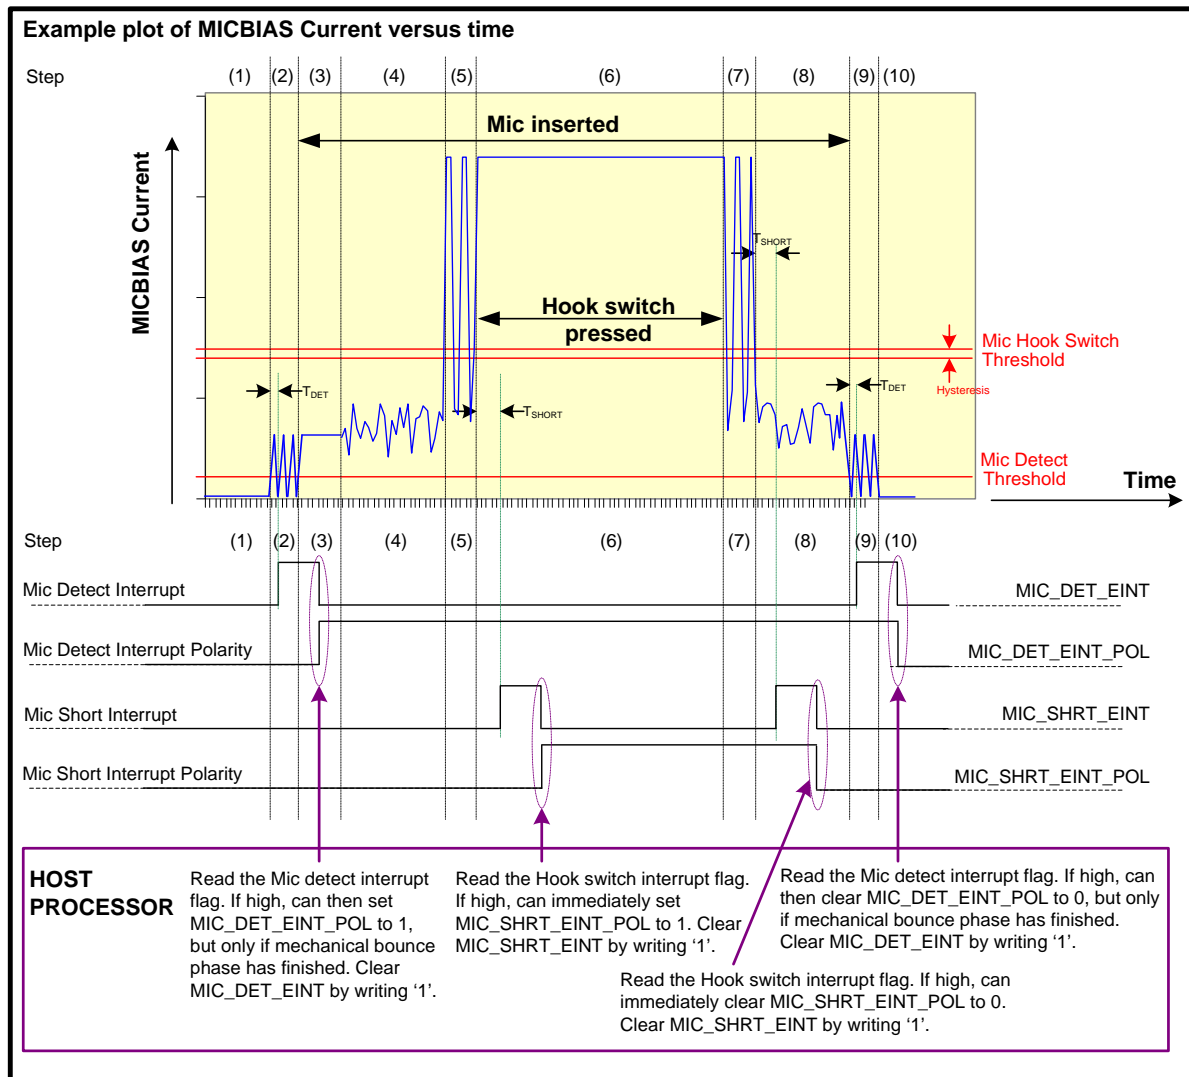 Example plot of MICBIAS Current versus time
Step (1) (2) (3) (4) (5) (6) (7) (8) (9) (10)
Mic inserted
MICBIAS Current
TSHORT
Hook switch
pressed
Mic Hook Switch
Threshold
Hysteresis
TDET
TDET
TSHORT
Mic Detect
Threshold
Time
Step (1) (2) (3) (4) (5) (6) (7) (8) (9) (10)
Mic Detect Interrupt MIC_DET_EINT
Mic Detect Interrupt Polarity MIC_DET_EINT_POL
Mic Short Interrupt MIC_SHRT_EINT
Mic Short Interrupt Polarity MIC_SHRT_EINT_POL
HOST
PROCESSOR
Read the Mic detect interrupt
flag. If high, can then set
MIC_DET_EINT_POL to 1,
but only if mechanical bounce
phase has finished. Clear
MIC_DET_EINT by writing ‘1’.
Read the Hook switch interrupt flag.
If high, can immediately set
MIC_SHRT_EINT_POL to 1. Clear
MIC_SHRT_EINT by writing ‘1’.
Read the Mic detect interrupt flag. If high, can
then clear MIC_DET_EINT_POL to 0, but only
if mechanical bounce phase has finished.
Clear MIC_DET_EINT by writing ‘1’.
Read the Hook switch interrupt flag. If high, can
immediately clear MIC_SHRT_EINT_POL to 0.
Clear MIC_SHRT_EINT by writing ‘1’.